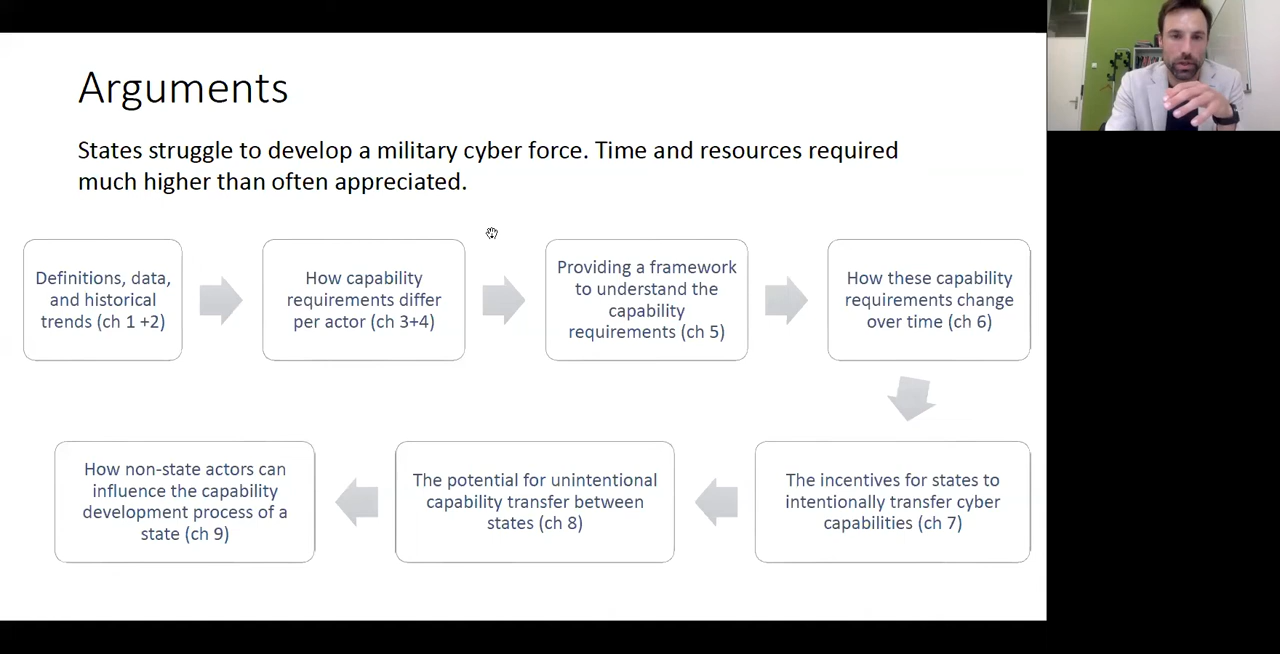 Arguments
States struggle to develop a military cyber force. Time and resources required
much higher than often appreciated.
Definitions, data,
and historical
trends (ch 1 +2)
How capability
requirements differ
per actor (ch 3+4)
Providing a framework
to understand the
capability
requirements (ch 5)
How these capability
requirements change
over time (ch 6)
The incentives for states to
intentionally transfer cyber
capabilities (ch 7)
The potential for unintentional
capability transfer between
states (ch 8)
How non-state actors can
influence the capability
development process of a
state (ch 9)